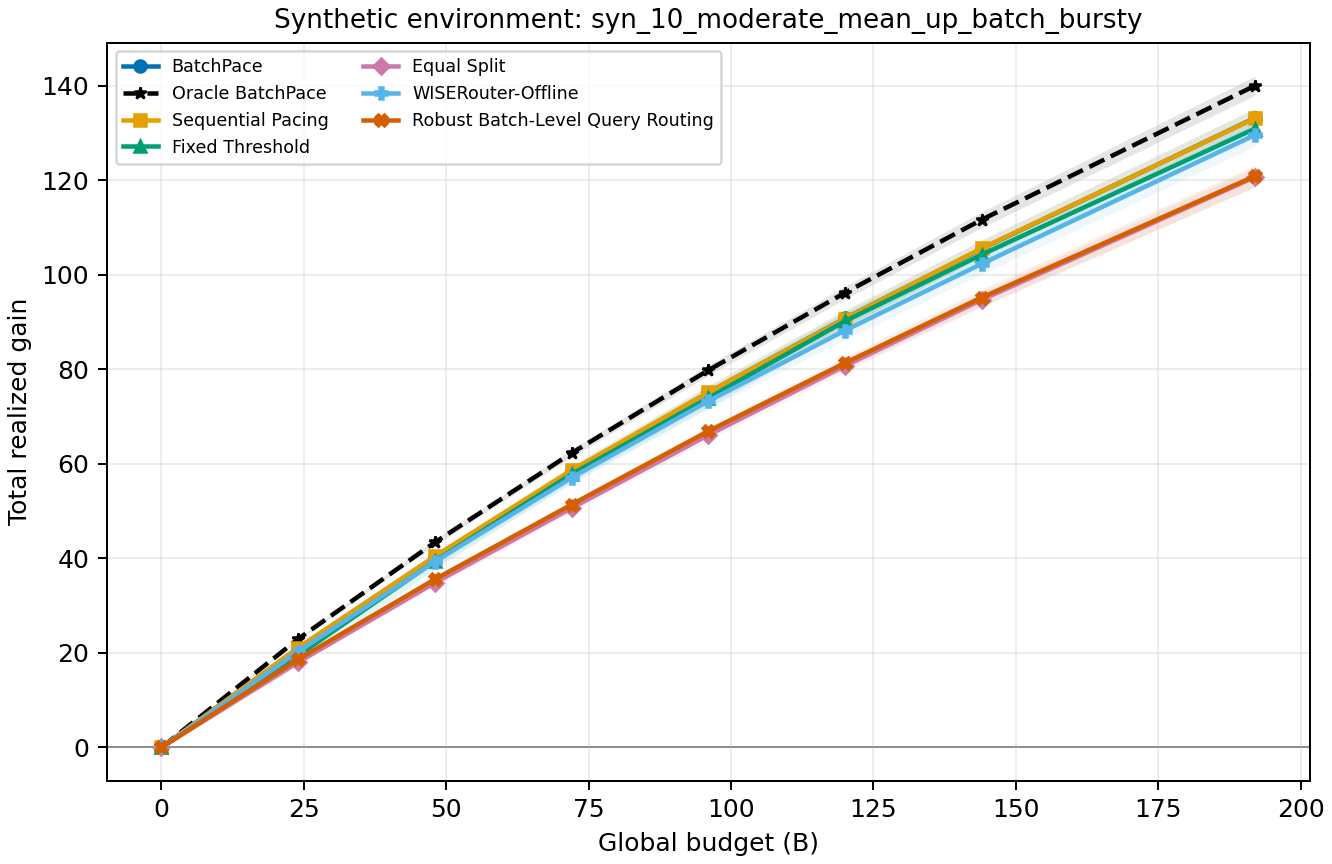 Synthetic environment: syn_10_moderate_mean_up_batch_bursty
BatchPace
Oracle BatchPace
Sequential Pacing
Fixed Threshold
Equal Split
WISERouter-Offline
Robust Batch-Level Query Routing
Total realized gain
140
120
100
80
60
40
20
0
0 25 50 75 100 125 150 175 200
Global budget (B)